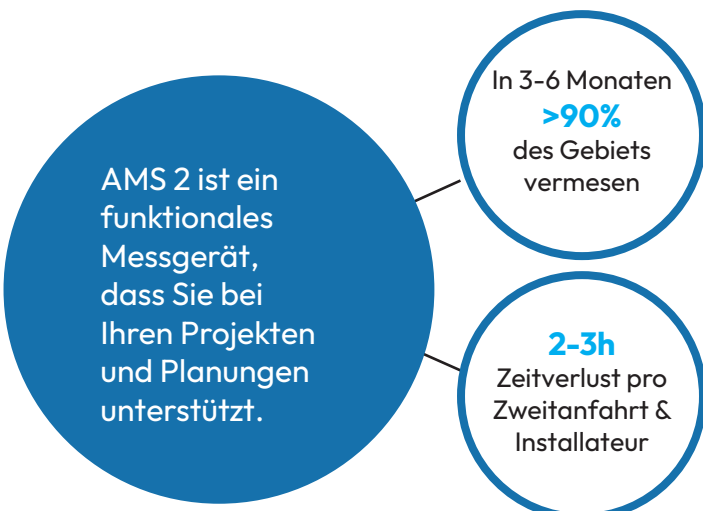 AMS 2 ist ein
funktionales
Messgerät,
dass Sie bei
Ihren Projekten
und Planungen
unterstützt.
In 3-6 Monaten
>90%
des Gebiets
vermesen
2-3h
Zeitverlust pro
Zweitanfahrt &
Installateur